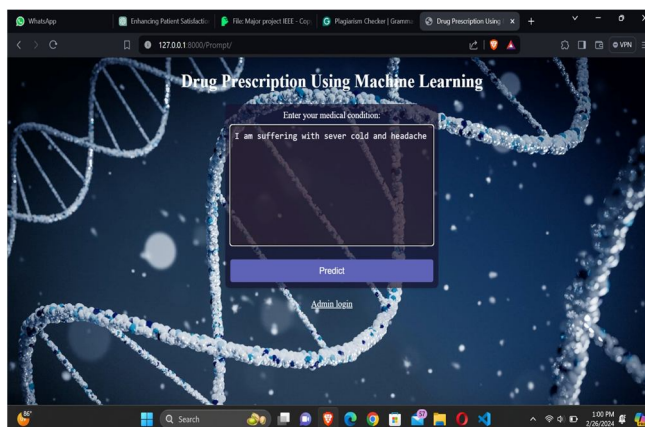 WhatsApp
Enhancing Patient Satisfactio
File: Major project IEEE - Cop
Plagiarism Checker | Gramma
Drug Prescription Using
127.0.0.1:8000/Prompt/
VPN
Drug Prescription Using Machine Learning
Enter your medical condition:
I am suffering with sever cold and headache
Predict
Admin login
86°
Search
57
1:00 PM
2/26/2024